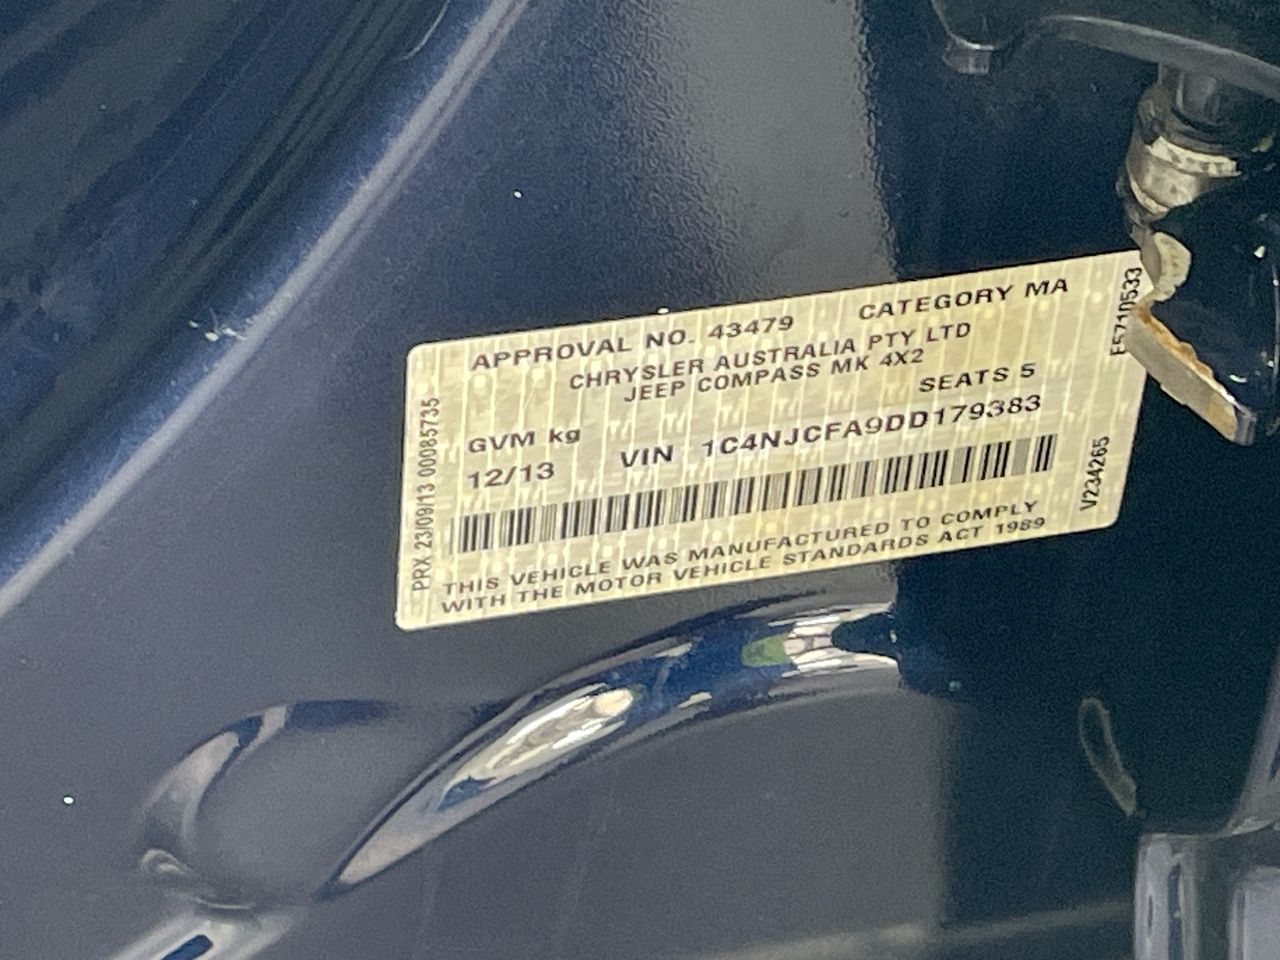 APPROVAL NO. 43479 CATEGORY MA
CHRYSLER AUSTRALIA PTY LTD
JEEP COMPASS MK 4X2
SEATS 5
GVM kg
12/13 VIN 1C4NJCFA9DD179383
THIS VEHICLE WAS MANUFACTURED TO COMPLY
WITH THE MOTOR VEHICLE STANDARDS ACT 1989
PRX 23/09/13 00085735
E5710533
V234265